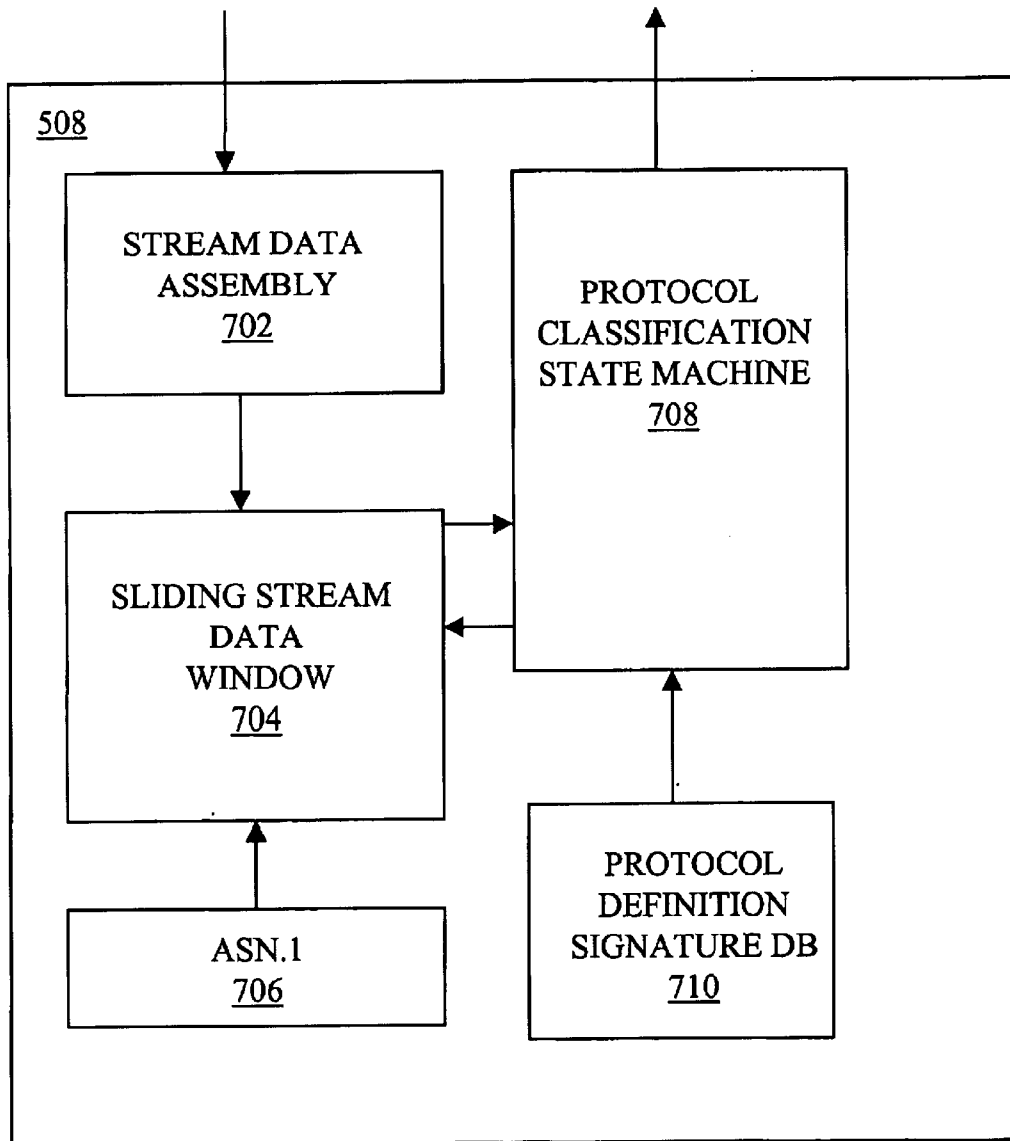 508
STREAM DATA
ASSEMBLY
702
PROTOCOL
CLASSIFICATION
STATE MACHINE
708
SLIDING STREAM
DATA
WINDOW
704
PROTOCOL
DEFINITION
SIGNATURE DB
710
ASN.1
706